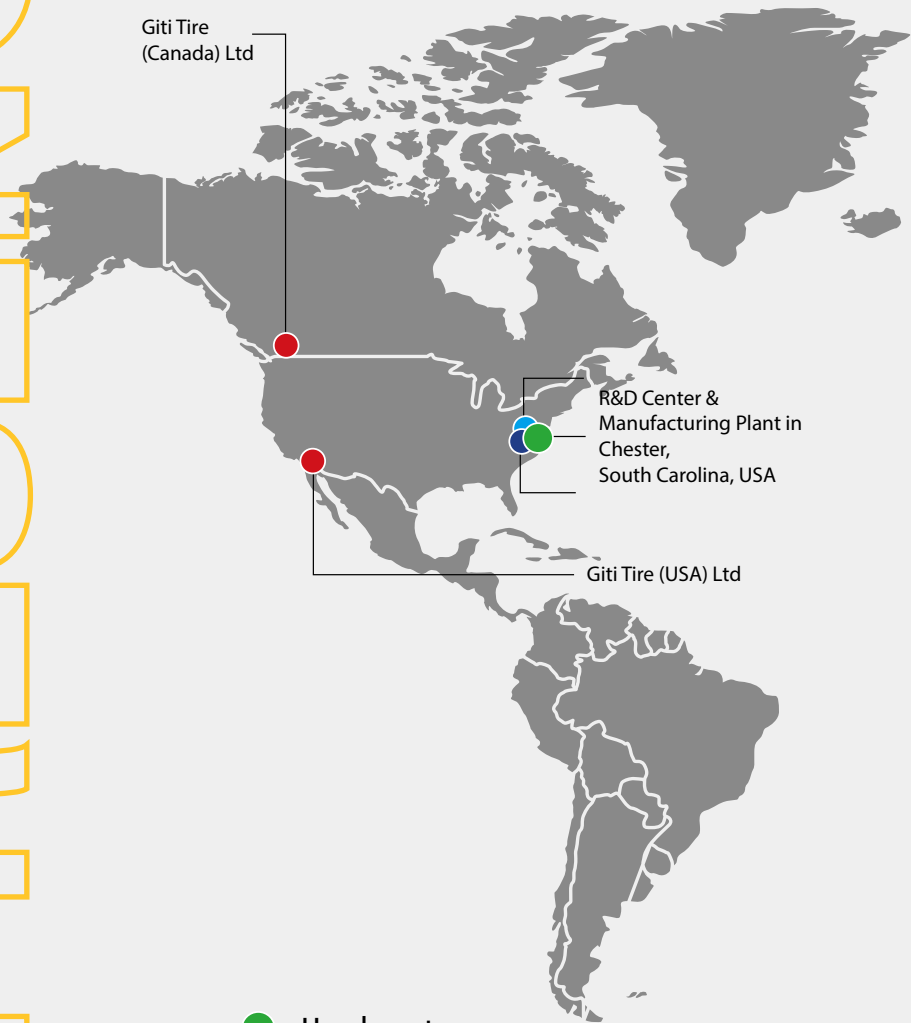 Giti Tire
(Canada) Ltd
R&D Center &
Manufacturing Plant in
Chester,
South Carolina, USA
Giti Tire (USA) Ltd